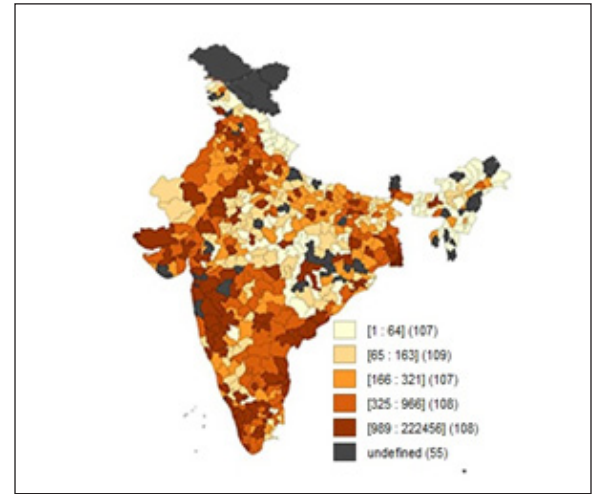 [1 : 64] (107)
[65 : 163] (109)
[166 : 321] (107)
[325 : 966] (108)
[989 : 222456] (108)
undefined (55)